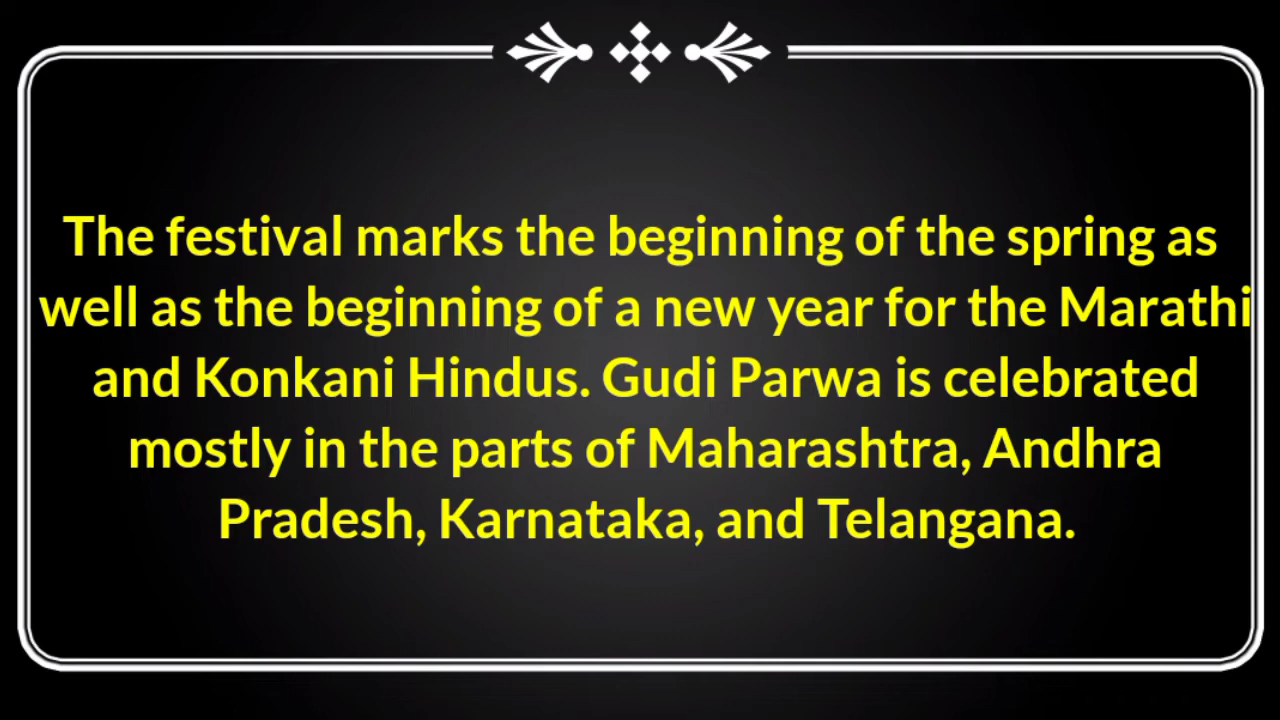 The festival marks the beginning of the spring as
well as the beginning of a new year for the Marathi
and Konkani Hindus. Gudi Parwa is celebrated
mostly in the parts of Maharashtra, Andhra
Pradesh, Karnataka, and Telangana.